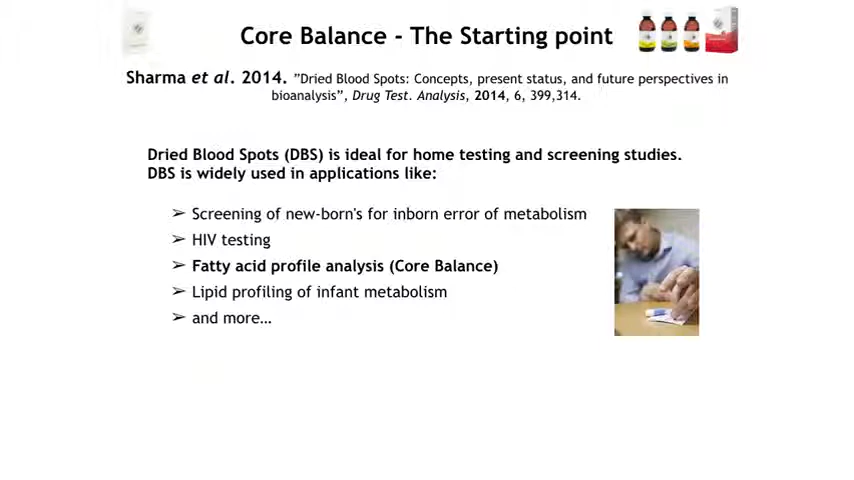 Core Balance - The Starting point
Sharma et al. 2014. ”Dried Blood Spots: Concepts, present status, and future perspectives in
bioanalysis”, Drug Test. Analysis, 2014, 6, 399,314.
Dried Blood Spots (DBS) is ideal for home testing and screening studies.
DBS is widely used in applications like:
➢ Screening of new-born's for inborn error of metabolism
➢ HIV testing
➢ Fatty acid profile analysis (Core Balance)
➢ Lipid profiling of infant metabolism
➢ and more…